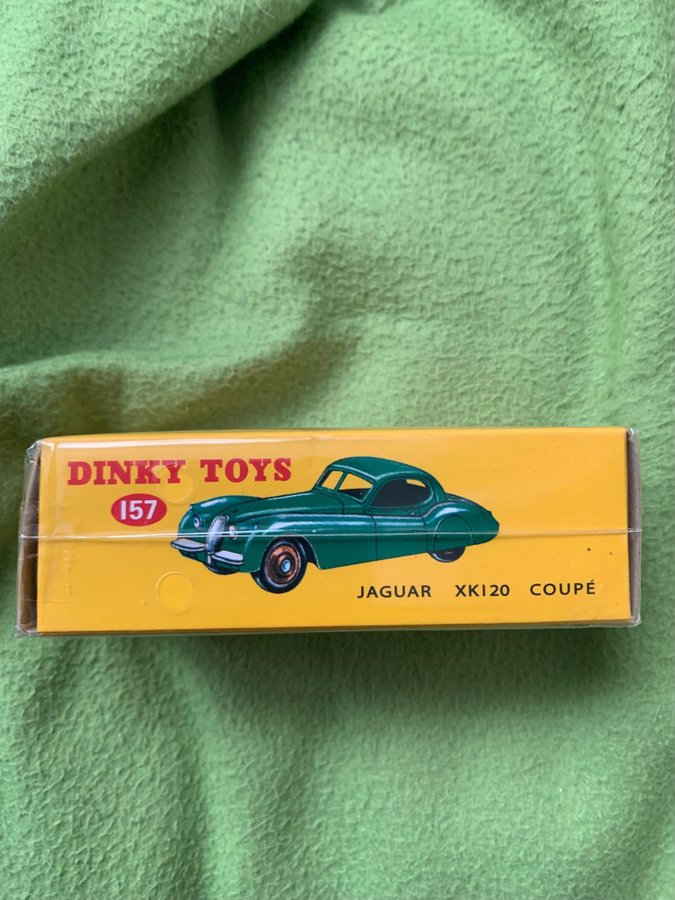 DINKY TOYS
157
JAGUAR XK120 COUPÉ